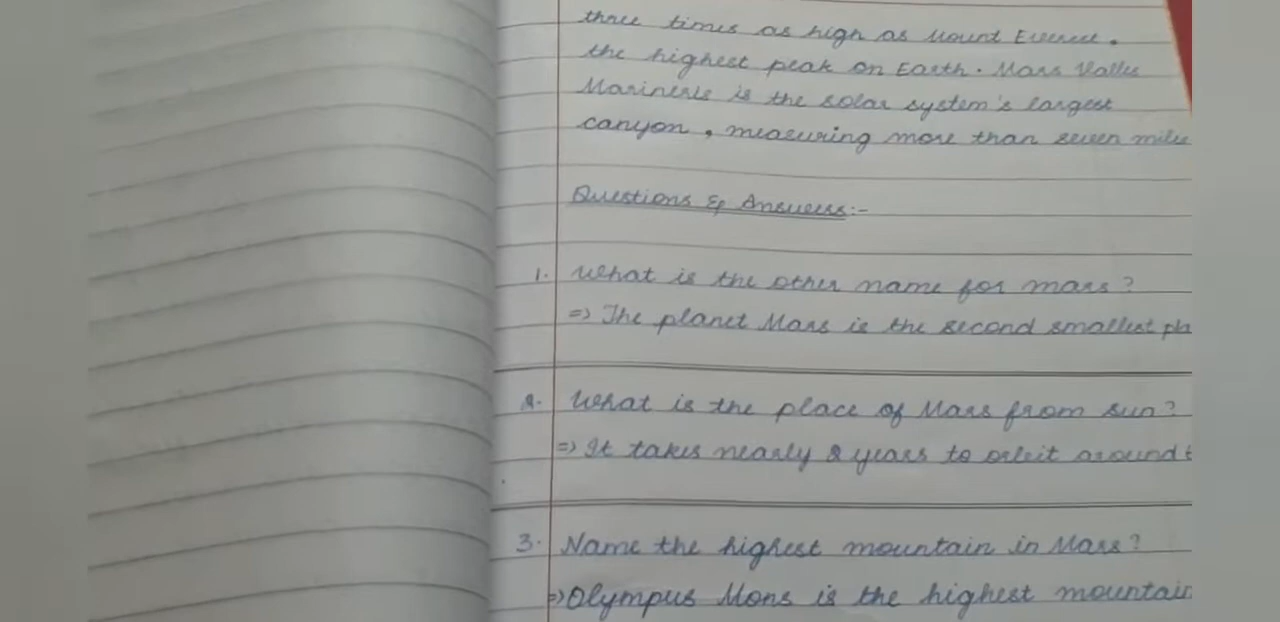 three times as high as Mount Everest.
the highest peak on Earth. Mars Valles
Marineris is the solar system's largest
canyon, measuring more than seven miles
Questions & Answers:-
1. What is the other name for mars?
=> The planet Mars is the second smallest pla
2. What is the place of Mars from sun?
=> It takes nearly 2 years to orbit around t
3. Name the highest mountain in Mars?
=> Olympus Mons is the highest mountain